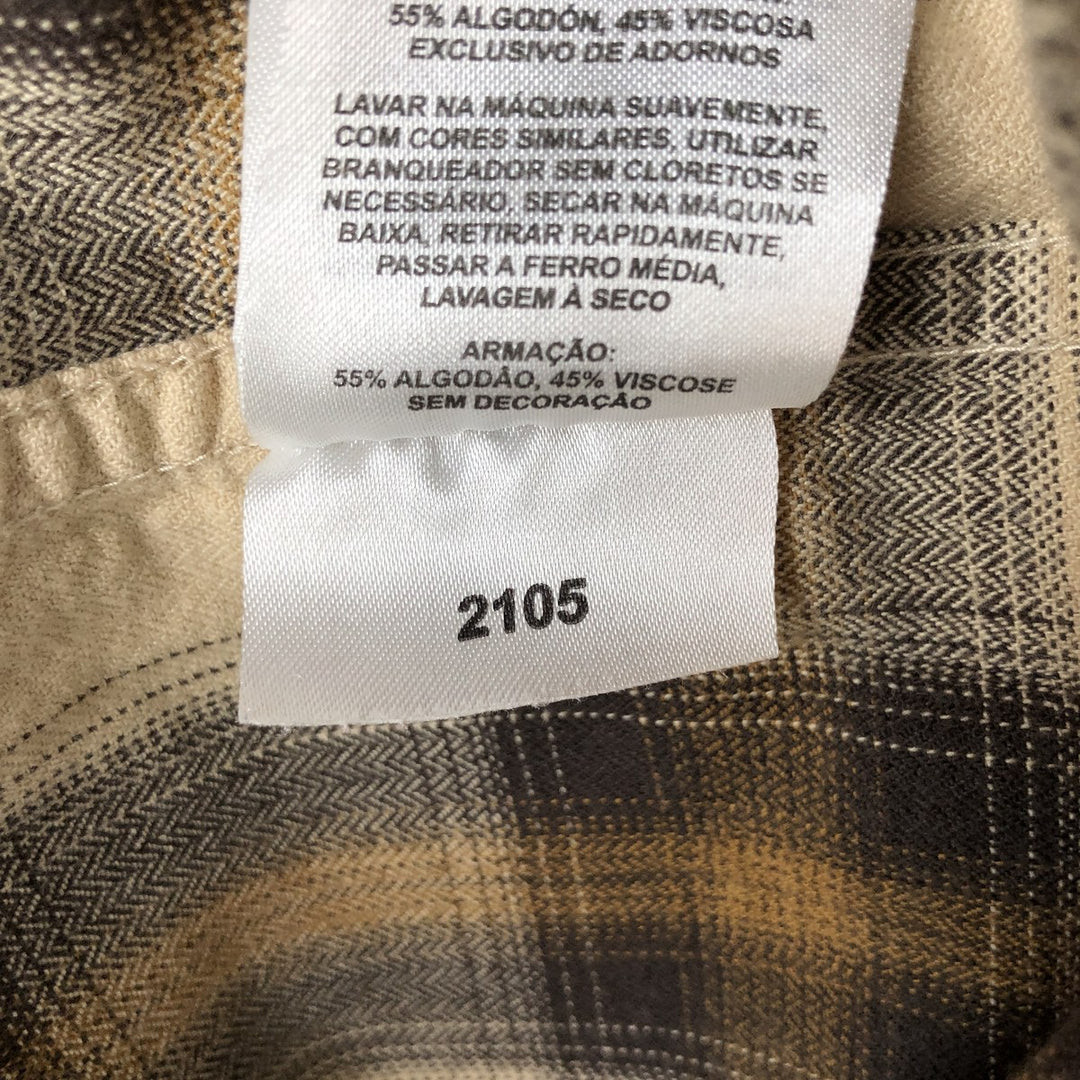 55% ALGODÓN, 45% VISCOSA
EXCLUSIVO DE ADORNOS
LAVAR NA MÁQUINA SUAVEMENTE,
COM CORES SIMILARES, UTILIZAR
BRANQUEADOR SEM CLORETOS SE
NECESSÁRIO, SECAR NA MÁQUINA
BAIXA, RETIRAR RAPIDAMENTE,
PASSAR A FERRO MÉDIA,
LAVAGEM À SECO
ARMAÇÃO:
55% ALGODÃO, 45% VISCOSE
SEM DECORAÇÃO
2105